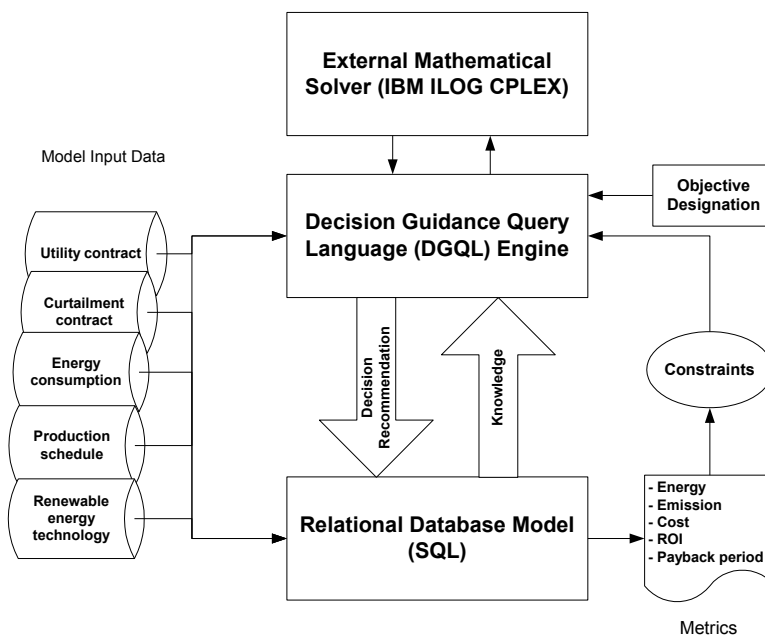 External Mathematical
Solver (IBM ILOG CPLEX)
Model Input Data
Objective
Designation
Decision Guidance Query
Language (DGQL) Engine
Utility contract
Curtailment
contract
Energy
consumption
Production
schedule
Renewable
energy
technology
Decision
Recommendation
Knowledge
Constraints
Relational Database Model
(SQL)
- Energy
- Emission
- Cost
- ROI
- Payback period
Metrics